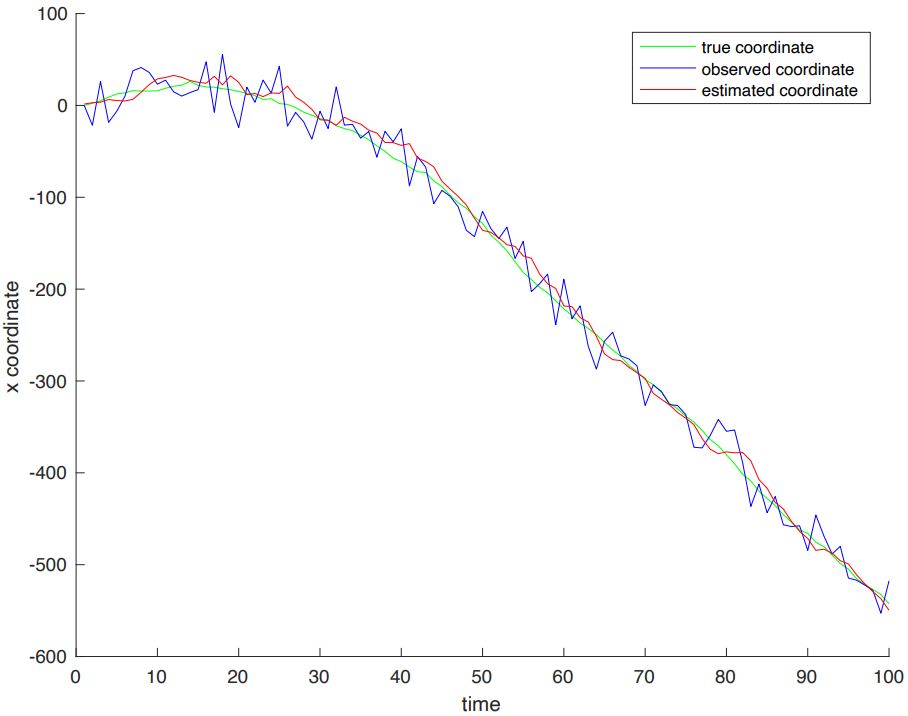 100
0
-100
-200
-300
-400
-500
-600
x coordinate
true coordinate
observed coordinate
estimated coordinate
0 10 20 30 40 50 60 70 80 90 100
time